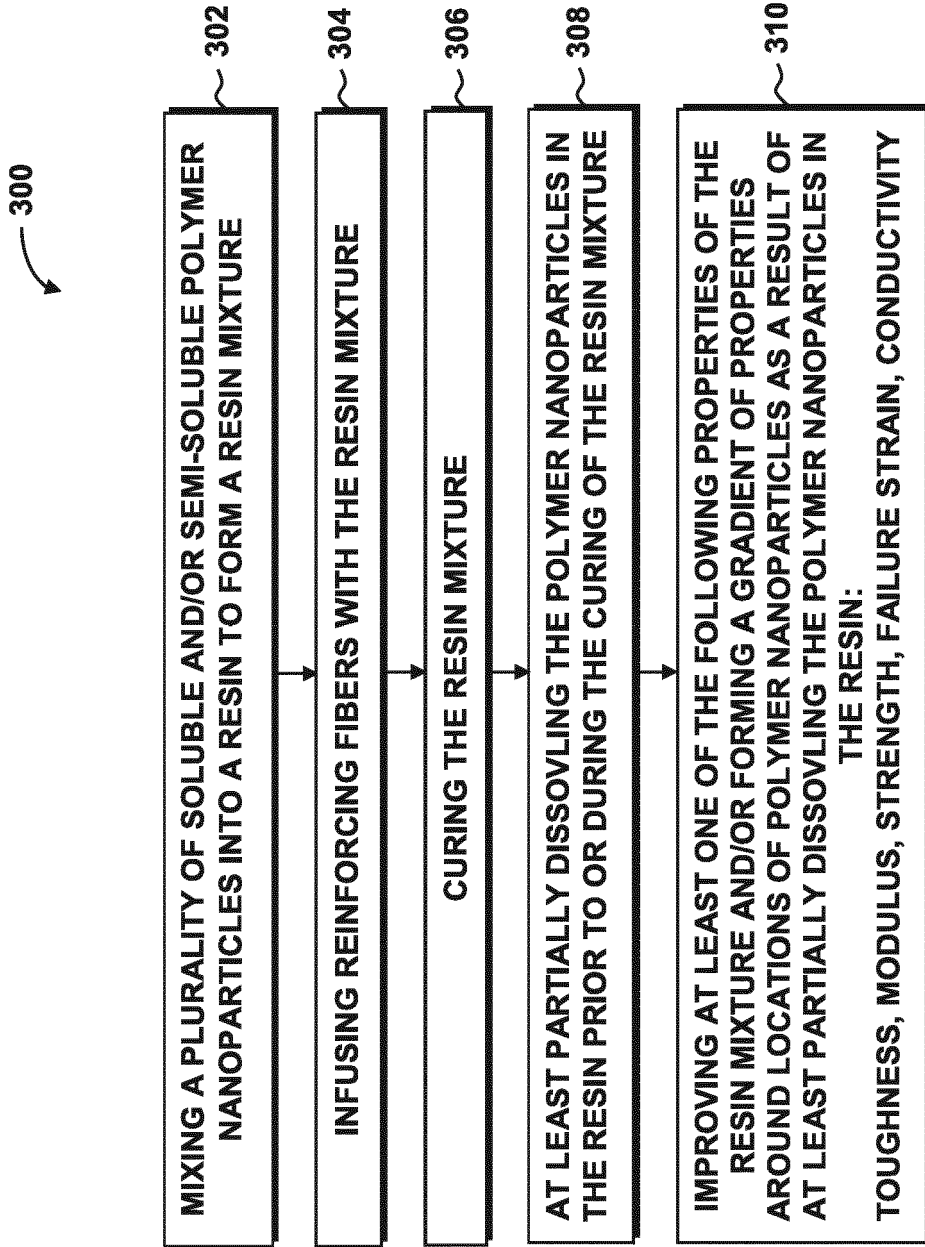 300
MIXING A PLURALITY OF SOLUBLE AND/OR SEMI-SOLUBLE POLYMER
NANOPARTICLES INTO A RESIN TO FORM A RESIN MIXTURE
302
INFUSING REINFORCING FIBERS WITH THE RESIN MIXTURE
304
CURING THE RESIN MIXTURE
306
AT LEAST PARTIALLY DISSOVLING THE POLYMER NANOPARTICLES IN
THE RESIN PRIOR TO OR DURING THE CURING OF THE RESIN MIXTURE
308
IMPROVING AT LEAST ONE OF THE FOLLOWING PROPERTIES OF THE
RESIN MIXTURE AND/OR FORMING A GRADIENT OF PROPERTIES
AROUND LOCATIONS OF POLYMER NANOPARTICLES AS A RESULT OF
AT LEAST PARTIALLY DISSOVLING THE POLYMER NANOPARTICLES IN
THE RESIN:
TOUGHNESS, MODULUS, STRENGTH, FAILURE STRAIN, CONDUCTIVITY
310